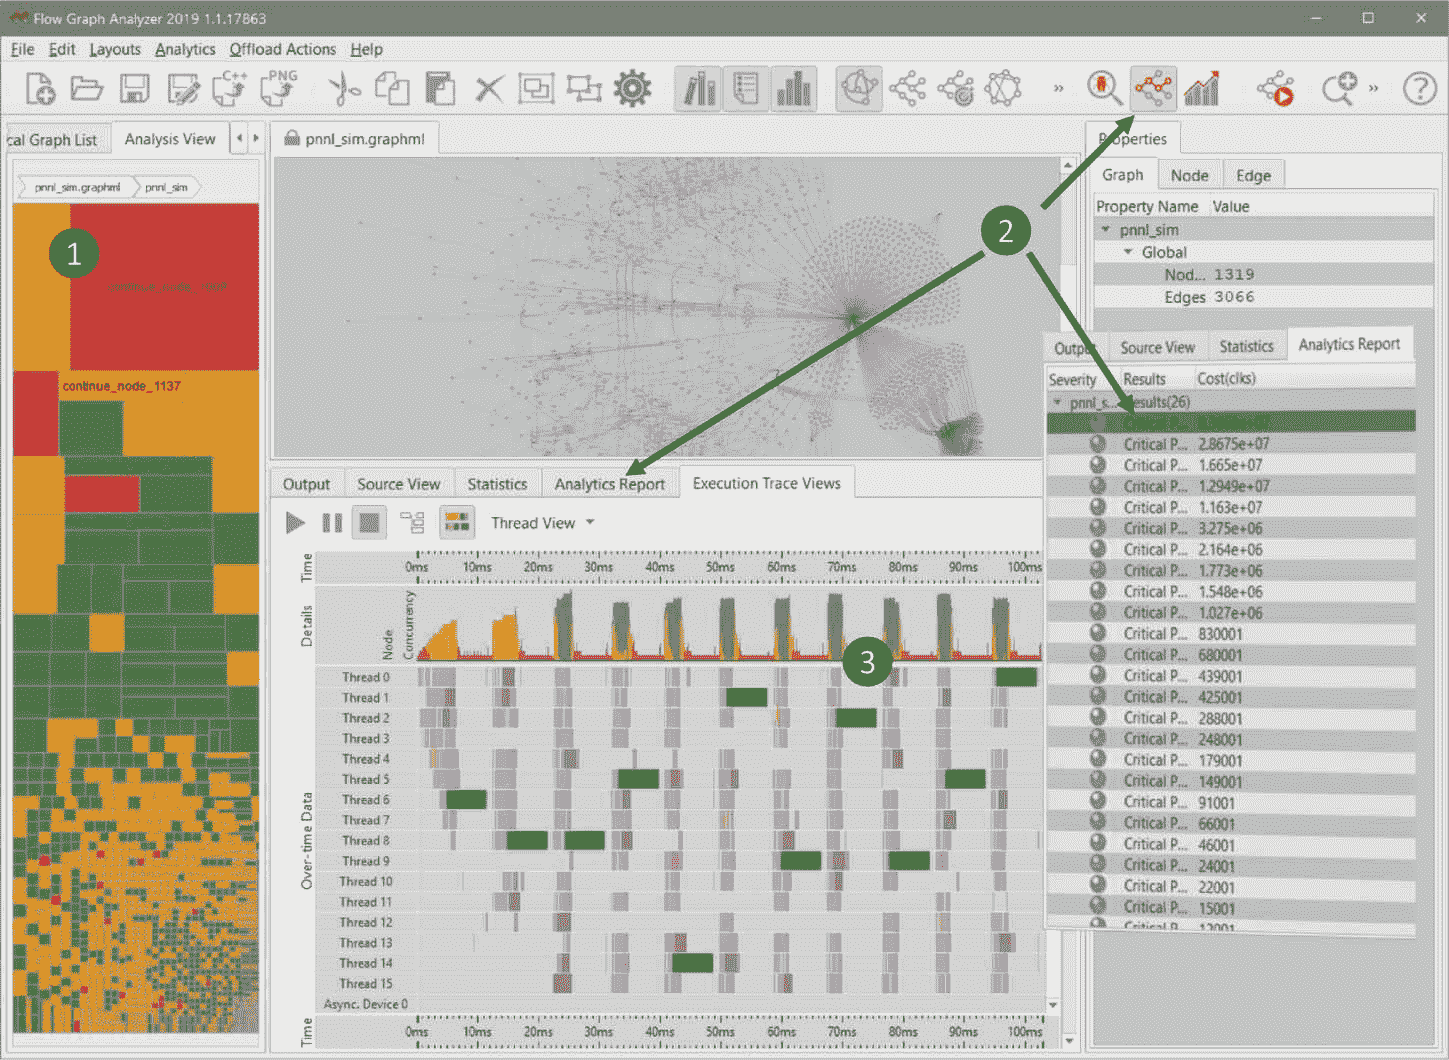 Flow Graph Analyzer 2019 1.1.17863
File Edit Layouts Analytics Offload Actions Help
C++ PNG
» » ?
cal Graph List Analysis View
pnnl_sim.graphml pnnl_sim
1
continue_node_1137
pnnl_sim.graphml
2
Properties
Graph Node Edge
Property Name Value
pnnl_sim
Global
Nod... 1319
Edges 3066
Output Source View Statistics Analytics Report
Severity Results Cost(clks)
pnnl_s... Results(26)
Critical P... 2.8675e+07
Critical P... 1.665e+07
Critical P... 1.2949e+07
Critical P... 1.163e+07
Critical P... 3.275e+06
Critical P... 2.164e+06
Critical P... 1.773e+06
Critical P... 1.548e+06
Critical P... 1.027e+06
Critical P... 830001
Critical P... 680001
Critical P... 439001
Critical P... 425001
Critical P... 288001
Critical P... 248001
Critical P... 179001
Critical P... 149001
Critical P... 91001
Critical P... 66001
Critical P... 46001
Critical P... 24001
Critical P... 22001
Critical P... 15001
Critical P... 12001
Output Source View Statistics Analytics Report Execution Trace Views
Thread View
Time
0ms 10ms 20ms 30ms 40ms 50ms 60ms 70ms 80ms 90ms 100ms
Details
Node
Concurrency
3
Over-time Data
Thread 0
Thread 1
Thread 2
Thread 3
Thread 4
Thread 5
Thread 6
Thread 7
Thread 8
Thread 9
Thread 10
Thread 11
Thread 12
Thread 13
Thread 14
Thread 15
Async. Device 0
Time
0ms 10ms 20ms 30ms 40ms 50ms 60ms 70ms 80ms 90ms 100ms